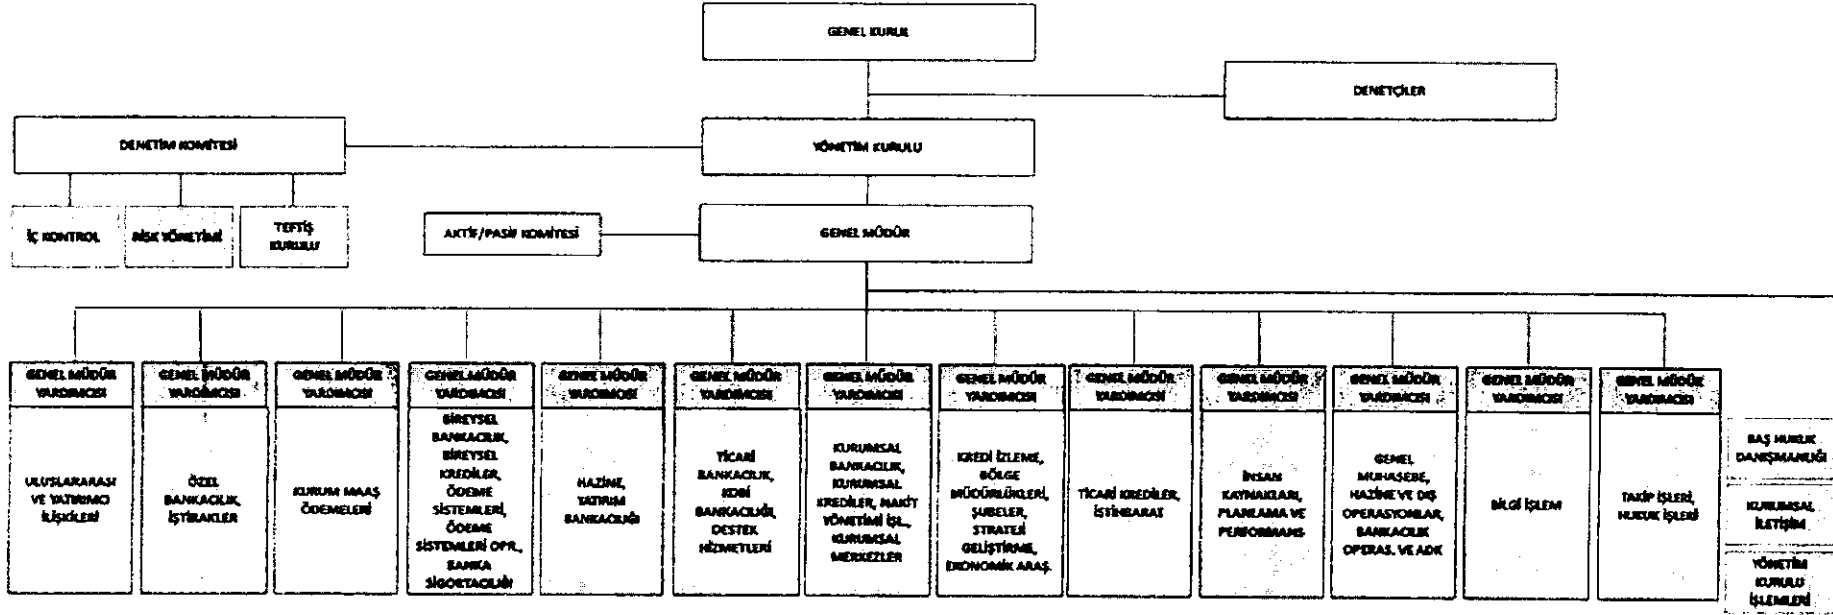 GENEL KURUL
DENETÇİLER
DENETİM KOMİTESİ
YÖNETİM KURULU
İÇ KONTROL
RİSK YÖNETİMİ
TEFTİŞ
KURULU
AKTİF/PASİF KOMİTESİ
GENEL MÜDÜR
GENEL MÜDÜR
YARDIMCISI
ULUSLARARASI
VE YATIRIMCI
İLİŞKİLERİ
GENEL MÜDÜR
YARDIMCISI
ÖZEL
BANKACILIK,
İŞTİRAKLER
GENEL MÜDÜR
YARDIMCISI
KURUM MAAŞ
ÖDEMELERİ
GENEL MÜDÜR
YARDIMCISI
BİREYSEL
BANKACILIK,
BİREYSEL
KREDİLER,
ÖDEME
SİSTEMLERİ,
ÖDEME
SİSTEMLERİ OPR.,
BANKA
SİGORTACILIĞI
GENEL MÜDÜR
YARDIMCISI
HAZİNE,
YATIRIM
BANKACILIĞI
GENEL MÜDÜR
YARDIMCISI
TİCARİ
BANKACILIK,
KOBİ
BANKACILIĞI,
DESTEK
HİZMETLERİ
GENEL MÜDÜR
YARDIMCISI
KURUMSAL
BANKACILIK,
KURUMSAL
KREDİLER, NAKİT
YÖNETİMİ İŞL.,
KURUMSAL
MERKEZLER
GENEL MÜDÜR
YARDIMCISI
KREDİ İZLEME,
BÖLGE
MÜDÜRLÜKLERİ,
ŞUBELER,
STRATEJİ
GELİŞTİRME,
EKONOMİK ARAŞ.
GENEL MÜDÜR
YARDIMCISI
TİCARİ KREDİLER,
İSTİHBARAT
GENEL MÜDÜR
YARDIMCISI
İNSAN
KAYNAKLARI,
PLANLAMA VE
PERFORMANS
GENEL MÜDÜR
YARDIMCISI
GENEL
MUHASEBE,
HAZİNE VE DIŞ
OPERASYONLAR,
BANKACILIK
OPERAS. VE ADK
GENEL MÜDÜR
YARDIMCISI
BİLGİ İŞLEM
GENEL MÜDÜR
YARDIMCISI
TAKİP İŞLERİ,
HUKUK İŞLERİ
BAŞ HUKUK
DANIŞMANLIĞI
KURUMSAL
İLETİŞİM
YÖNETİM
KURULU
İŞLEMLERİ